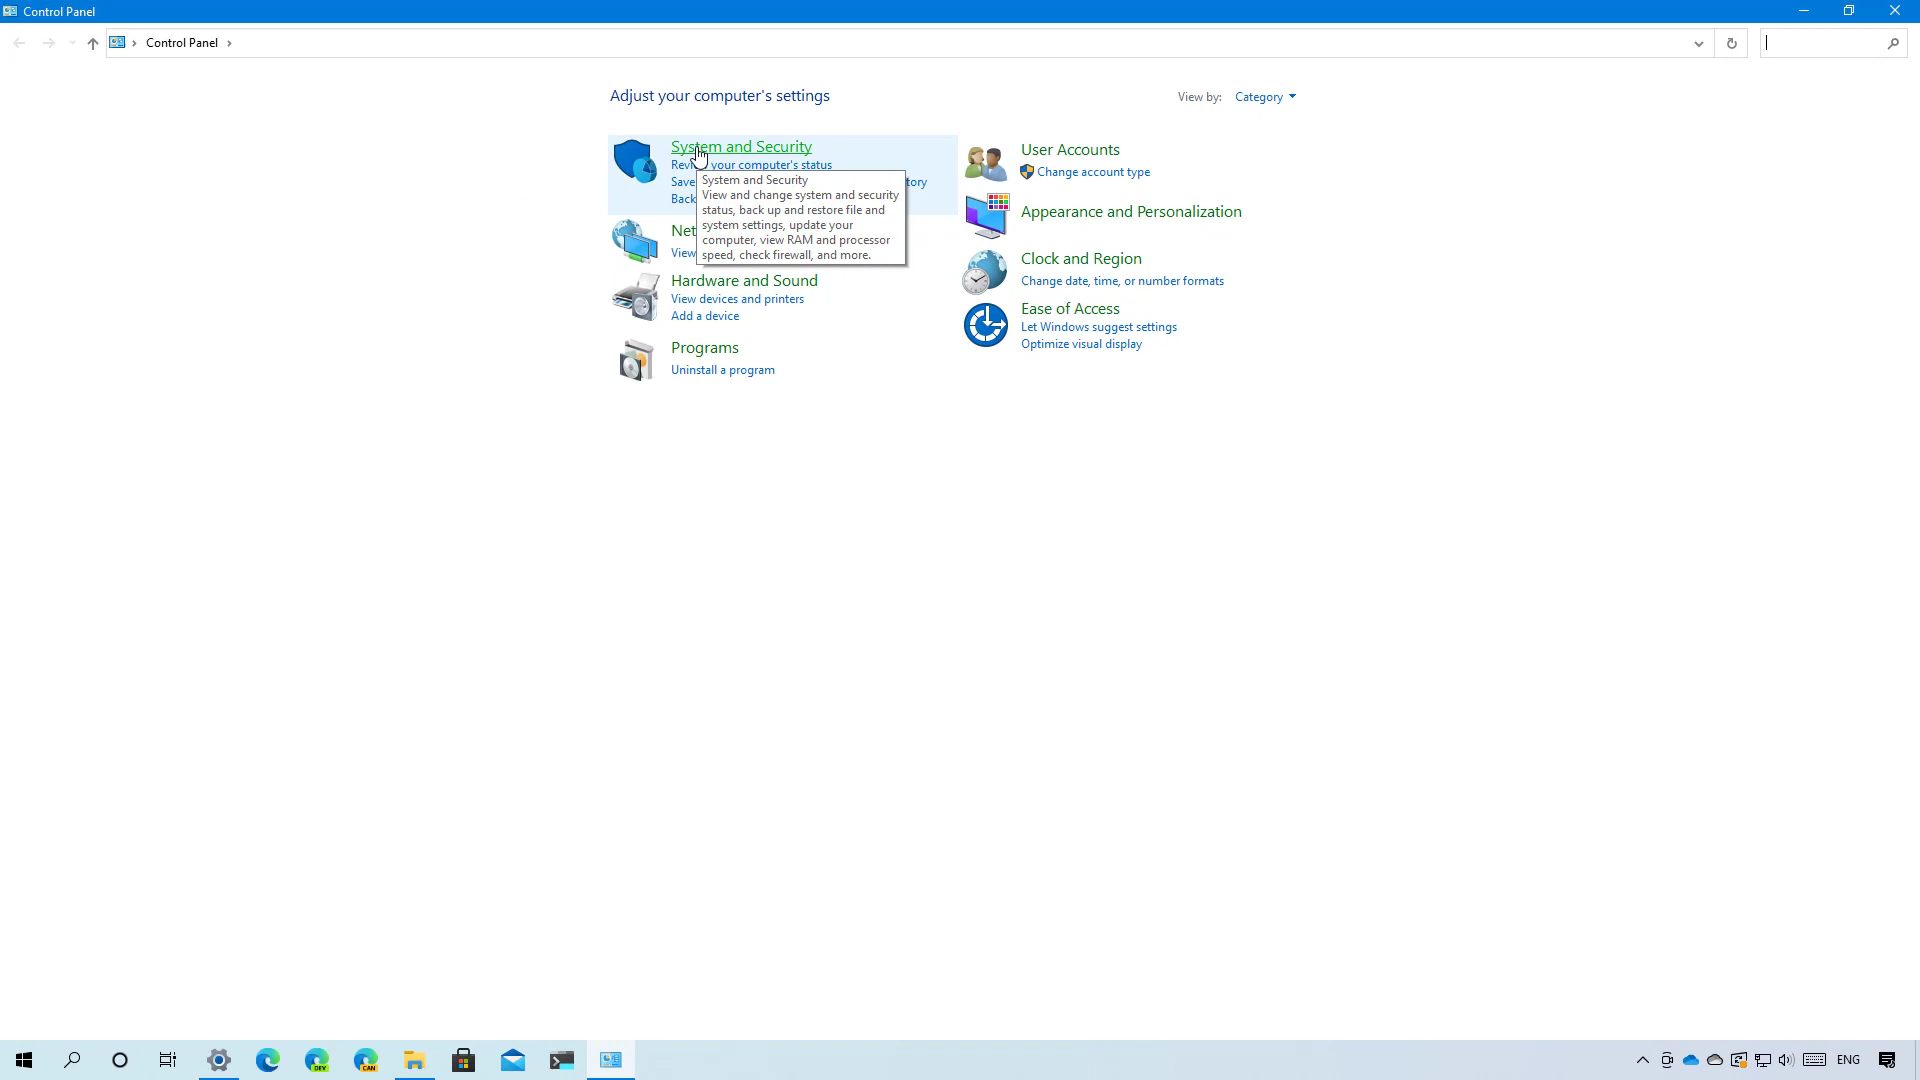 Control Panel
Control Panel
Adjust your computer's settings
View by: Category
System and Security
your computer's status
Save
tory
Back
System and Security
View and change system and security
status, back up and restore file and
system settings, update your
computer, view RAM and processor
speed, check firewall, and more.
View
Hardware and Sound
View devices and printers
Add a device
Programs
Uninstall a program
User Accounts
Change account type
Appearance and Personalization
Clock and Region
Change date, time, or number formats
Ease of Access
Let Windows suggest settings
Optimize visual display
DEV
CAN
ENG